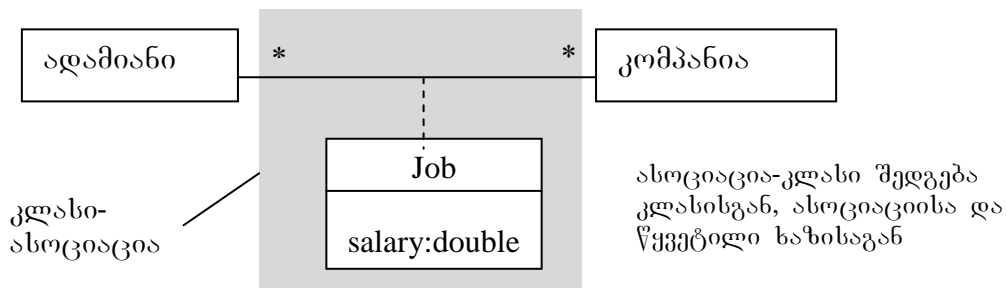 ადამიანი
*
*
კომპანია
Job
salary:double
კლასი-
ასოციაცია
ასოციაცია-კლასი შედგება
კლასისგან, ასოციაციისა და
წყვეტილი ხაზისაგან